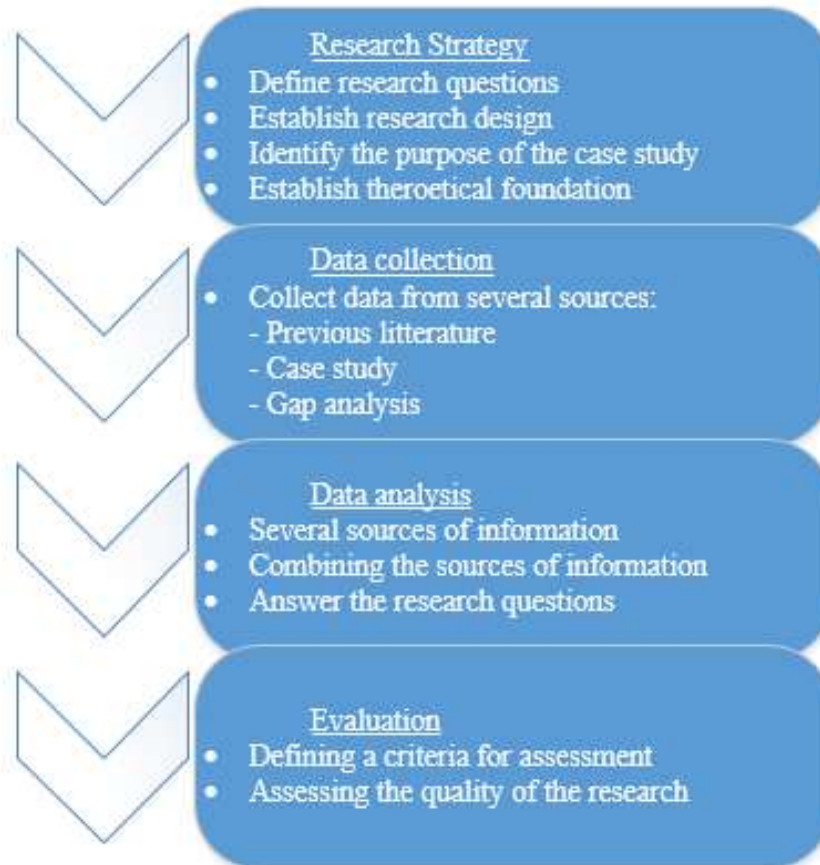 Research Strategy
• Define research questions
• Establish research design
• Identify the purpose of the case study
• Establish theroetical foundation
Data collection
• Collect data from several sources:
- Previous litterature
- Case study
- Gap analysis
Data analysis
• Several sources of information
• Combining the sources of information
• Answer the research questions
Evaluation
• Defining a criteria for assessment
• Assessing the quality of the research